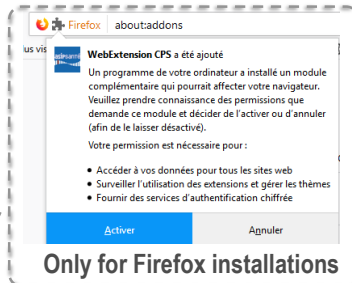 Firefox about:addons
lus vis
WebExtension CPS a été ajouté
Un programme de votre ordinateur a installé un module
complémentaire qui pourrait affecter votre navigateur.
Veuillez prendre connaissance des permissions que
demande ce module et décider de l'activer ou d'annuler
(afin de le laisser désactivé).
Votre permission est nécessaire pour :
• Accéder à vos données pour tous les sites web
• Surveiller l'utilisation des extensions et gérer les thèmes
• Fournir des services d'authentification chiffrée
Activer Annuler
Only for Firefox installations